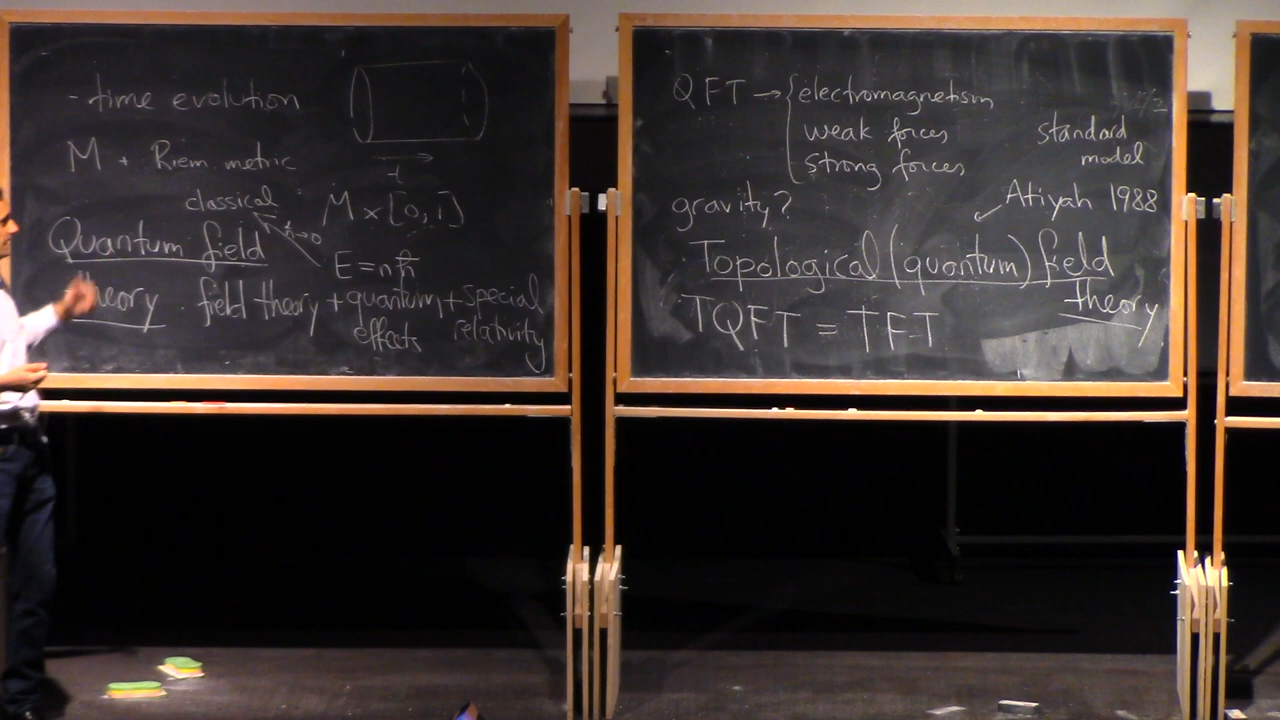 - time evolution
M + Riem. metric
t
classical
ħ→0
M × [0,1]
Quantum field
E = nħ
theory field theory + quantum + special
effects relativity
QFT → { electromagnetism
weak forces
strong forces
standard
model
gravity?
Atiyah 1988
Topological (quantum) field
theory
TQFT = TFT